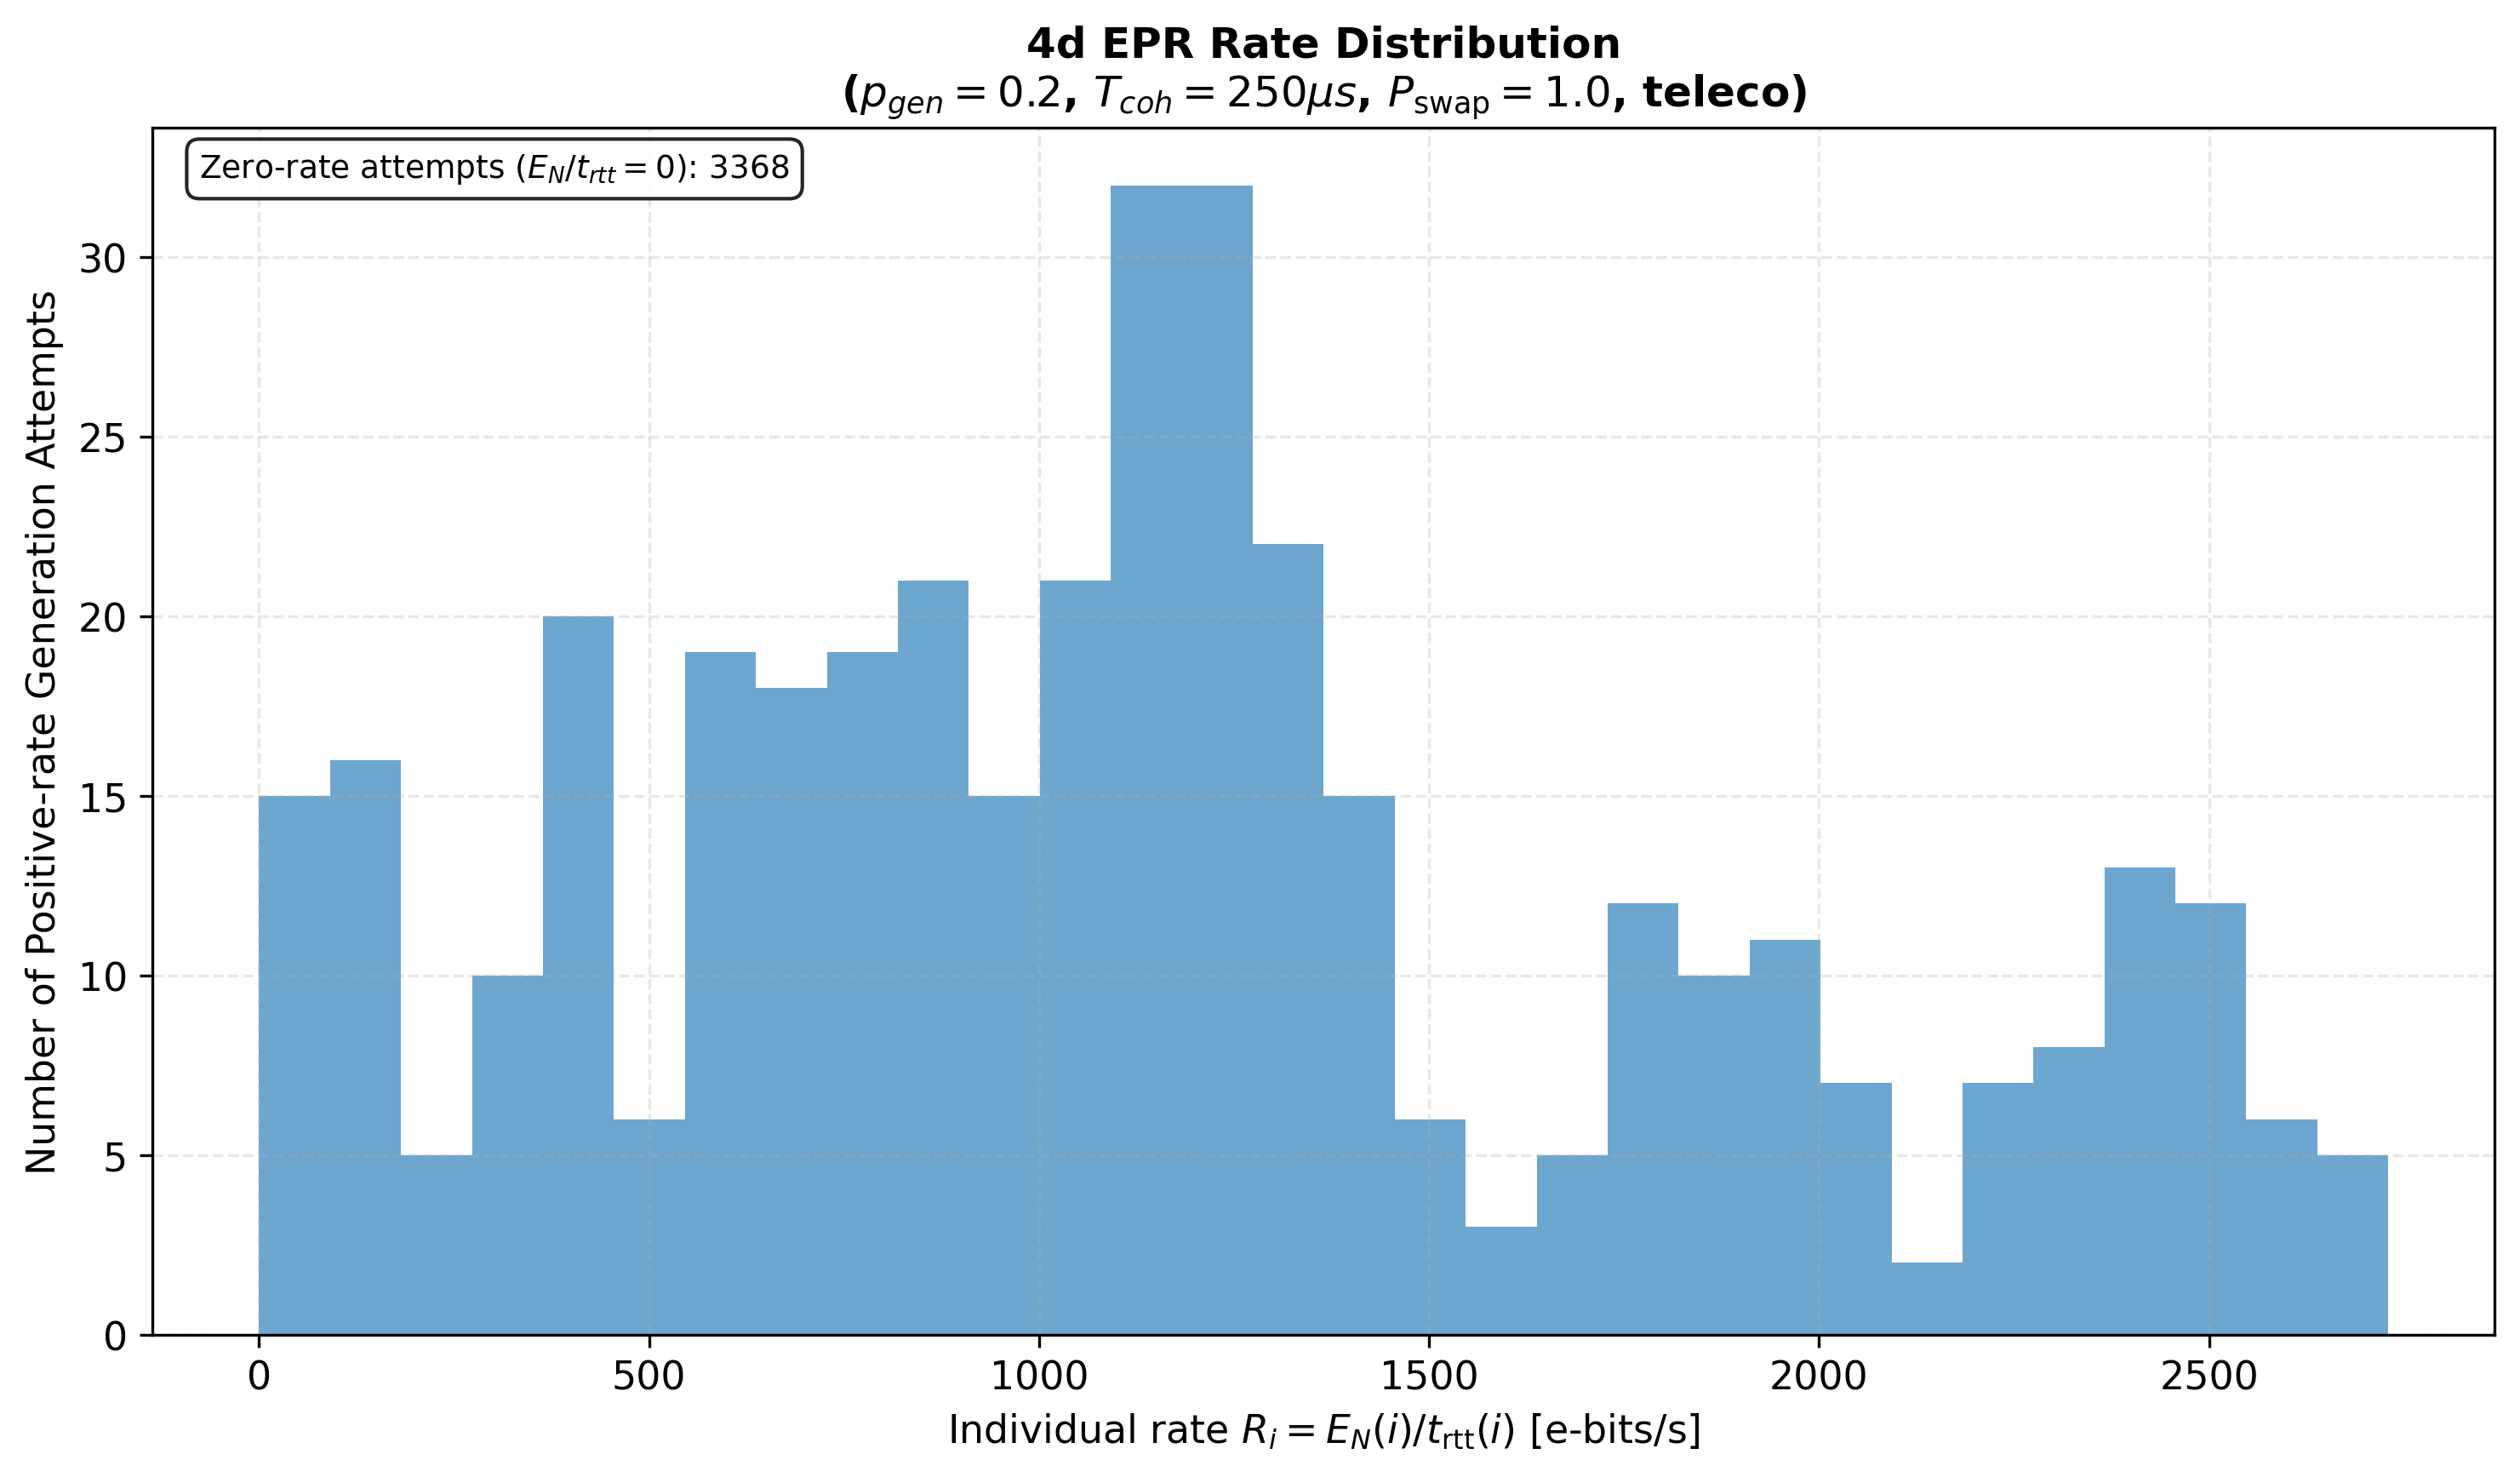 4d EPR Rate Distribution
(p_gen = 0.2, T_coh = 250μs, P_swap = 1.0, teleco)
Zero-rate attempts (E_N/t_rtt = 0): 3368
Number of Positive-rate Generation Attempts
30
25
20
15
10
5
0
0 500 1000 1500 2000 2500
Individual rate R_i = E_N(i)/t_rtt(i) [e-bits/s]